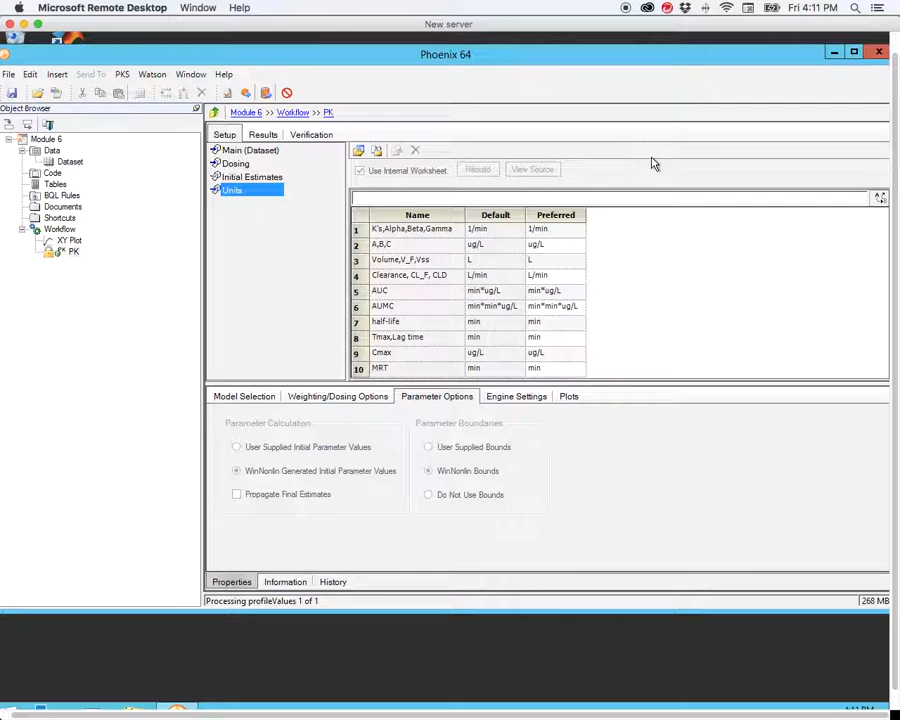 Microsoft Remote Desktop Window Help Fri 4:11 PM
New server
Phoenix 64
File Edit Insert Send To PKS Watson Window Help
Object Browser
Module 6 >> Workflow >> PK
Setup Results Verification
Module 6
Data
Dataset
Code
Tables
BQL Rules
Documents
Shortcuts
Workflow
XY Plot
PK
Main (Dataset)
Dosing
Initial Estimates
Units
Use Internal Worksheet Rebuild View Source
Name Default Preferred
1 K's,Alpha,Beta,Gamma 1/min 1/min
2 A,B,C ug/L ug/L
3 Volume,V_F,Vss L L
4 Clearance, CL_F, CLD L/min L/min
5 AUC min*ug/L min*ug/L
6 AUMC min*min*ug/L min*min*ug/L
7 half-life min min
8 Tmax,Lag time min min
9 Cmax ug/L ug/L
10 MRT min min
Model Selection Weighting/Dosing Options Parameter Options Engine Settings Plots
Parameter Calculation
User Supplied Initial Parameter Values
WinNonlin Generated Initial Parameter Values
Propagate Final Estimates
Parameter Boundaries
User Supplied Bounds
WinNonlin Bounds
Do Not Use Bounds
Properties Information History
Processing profileValues 1 of 1 268 MB